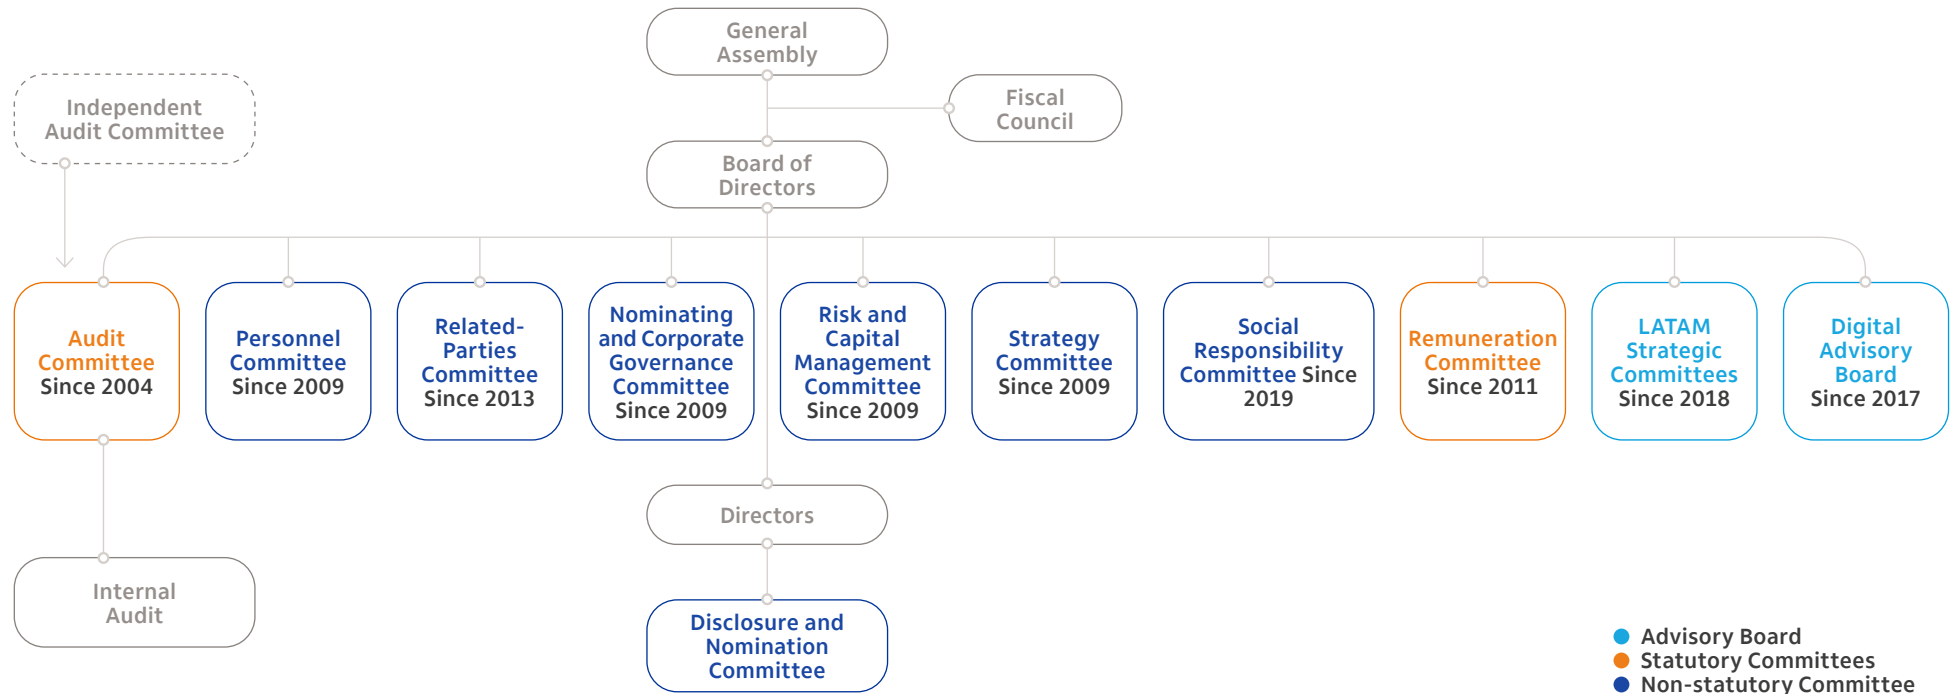 General
Assembly
Independent
Audit Committee
Fiscal
Council
Board of
Directors
Audit
Committee
Since 2004
Personnel
Committee
Since 2009
Related-
Parties
Committee
Since 2013
Nominating
and Corporate
Governance
Committee
Since 2009
Risk and
Capital
Management
Committee
Since 2009
Strategy
Committee
Since 2009
Social
Responsibility
Committee Since
2019
Remuneration
Committee
Since 2011
LATAM
Strategic
Committees
Since 2018
Digital
Advisory
Board
Since 2017
Directors
Internal
Audit
Disclosure and
Nomination
Committee
Advisory Board
Statutory Committees
Non-statutory Committee